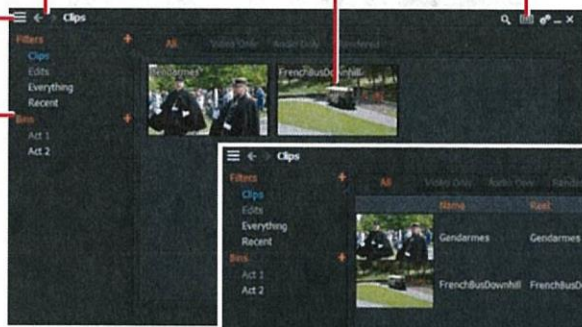 Clips
Filters
Clips
Edits
Everything
Recent
Bins
Act 1
Act 2
All Video Only Audio Only
Gendarmes
FrenchBusDownhill
Clips
Filters
Clips
Edits
Everything
Recent
Bins
Act 1
Act 2
All Video Only Audio Only
Name Reel
Gendarmes Gendarmes
FrenchBusDownhill FrenchBusD